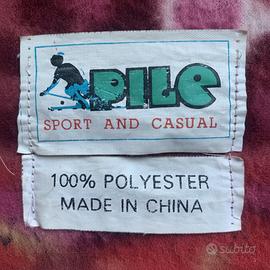 PILE
SPORT AND CASUAL
100% POLYESTER
MADE IN CHINA
subito